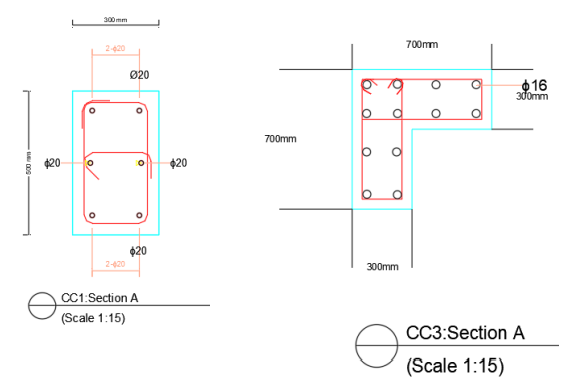 300mm
2-ϕ20
Ø20
500 mm
ϕ20
ϕ20
ϕ20
2-ϕ20
CC1:Section A
(Scale 1:15)
700mm
ϕ16
300mm
700mm
300mm
CC3:Section A
(Scale 1:15)